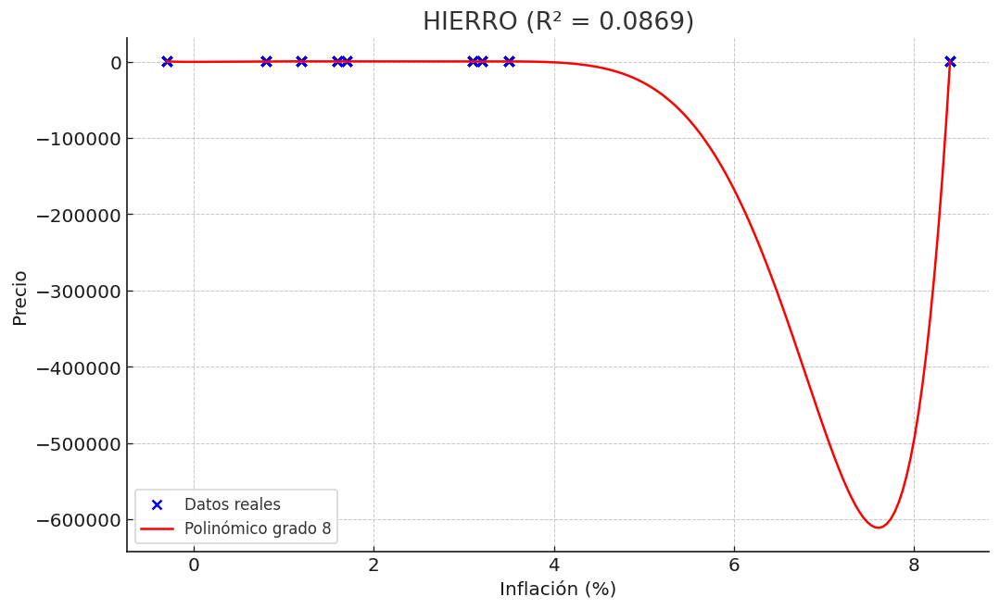 HIERRO (R² = 0.0869)
Precio
0
−100000
−200000
−300000
−400000
−500000
−600000
Datos reales
Polinómico grado 8
0 2 4 6 8
Inflación (%)